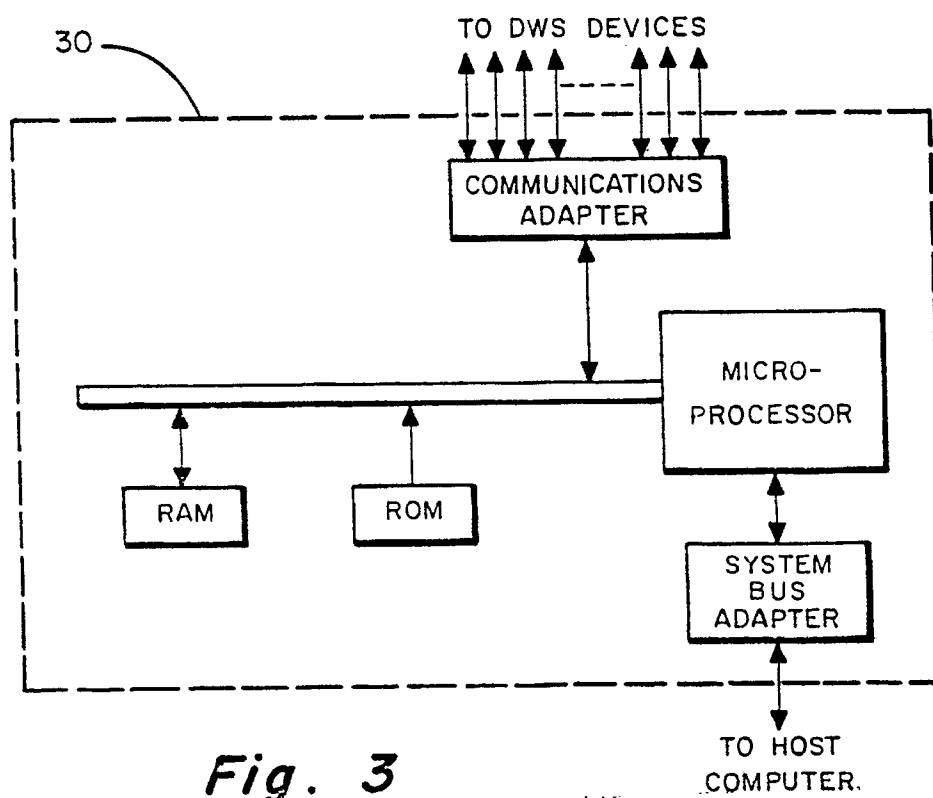 TO DWS DEVICES
30
COMMUNICATIONS
ADAPTER
MICRO-
PROCESSOR
RAM
ROM
SYSTEM
BUS
ADAPTER
TO HOST
COMPUTER.
Fig. 3